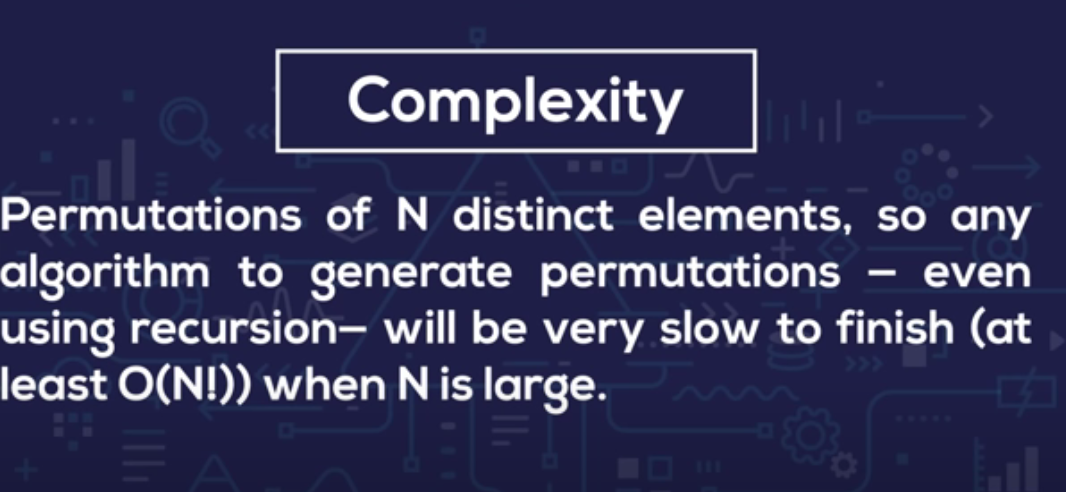 Complexity
Permutations of N distinct elements, so any
algorithm to generate permutations – even
using recursion– will be very slow to finish (at
least O(N!)) when N is large.